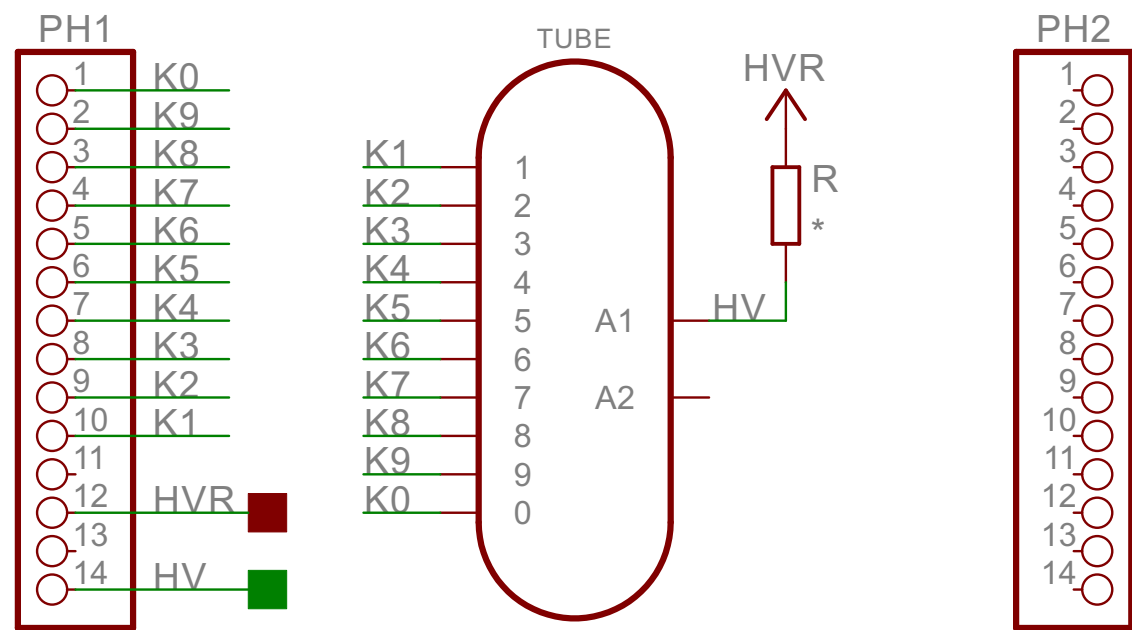 PH1
1 K0
2 K9
3 K8
4 K7
5 K6
6 K5
7 K4
8 K3
9 K2
10 K1
11
12 HVR
13
14 HV
TUBE
K1 1
K2 2
K3 3
K4 4
K5 5
K6 6
K7 7
K8 8
K9 9
K0 0
A1 HV
A2
HVR
R
*
PH2
1
2
3
4
5
6
7
8
9
10
11
12
13
14